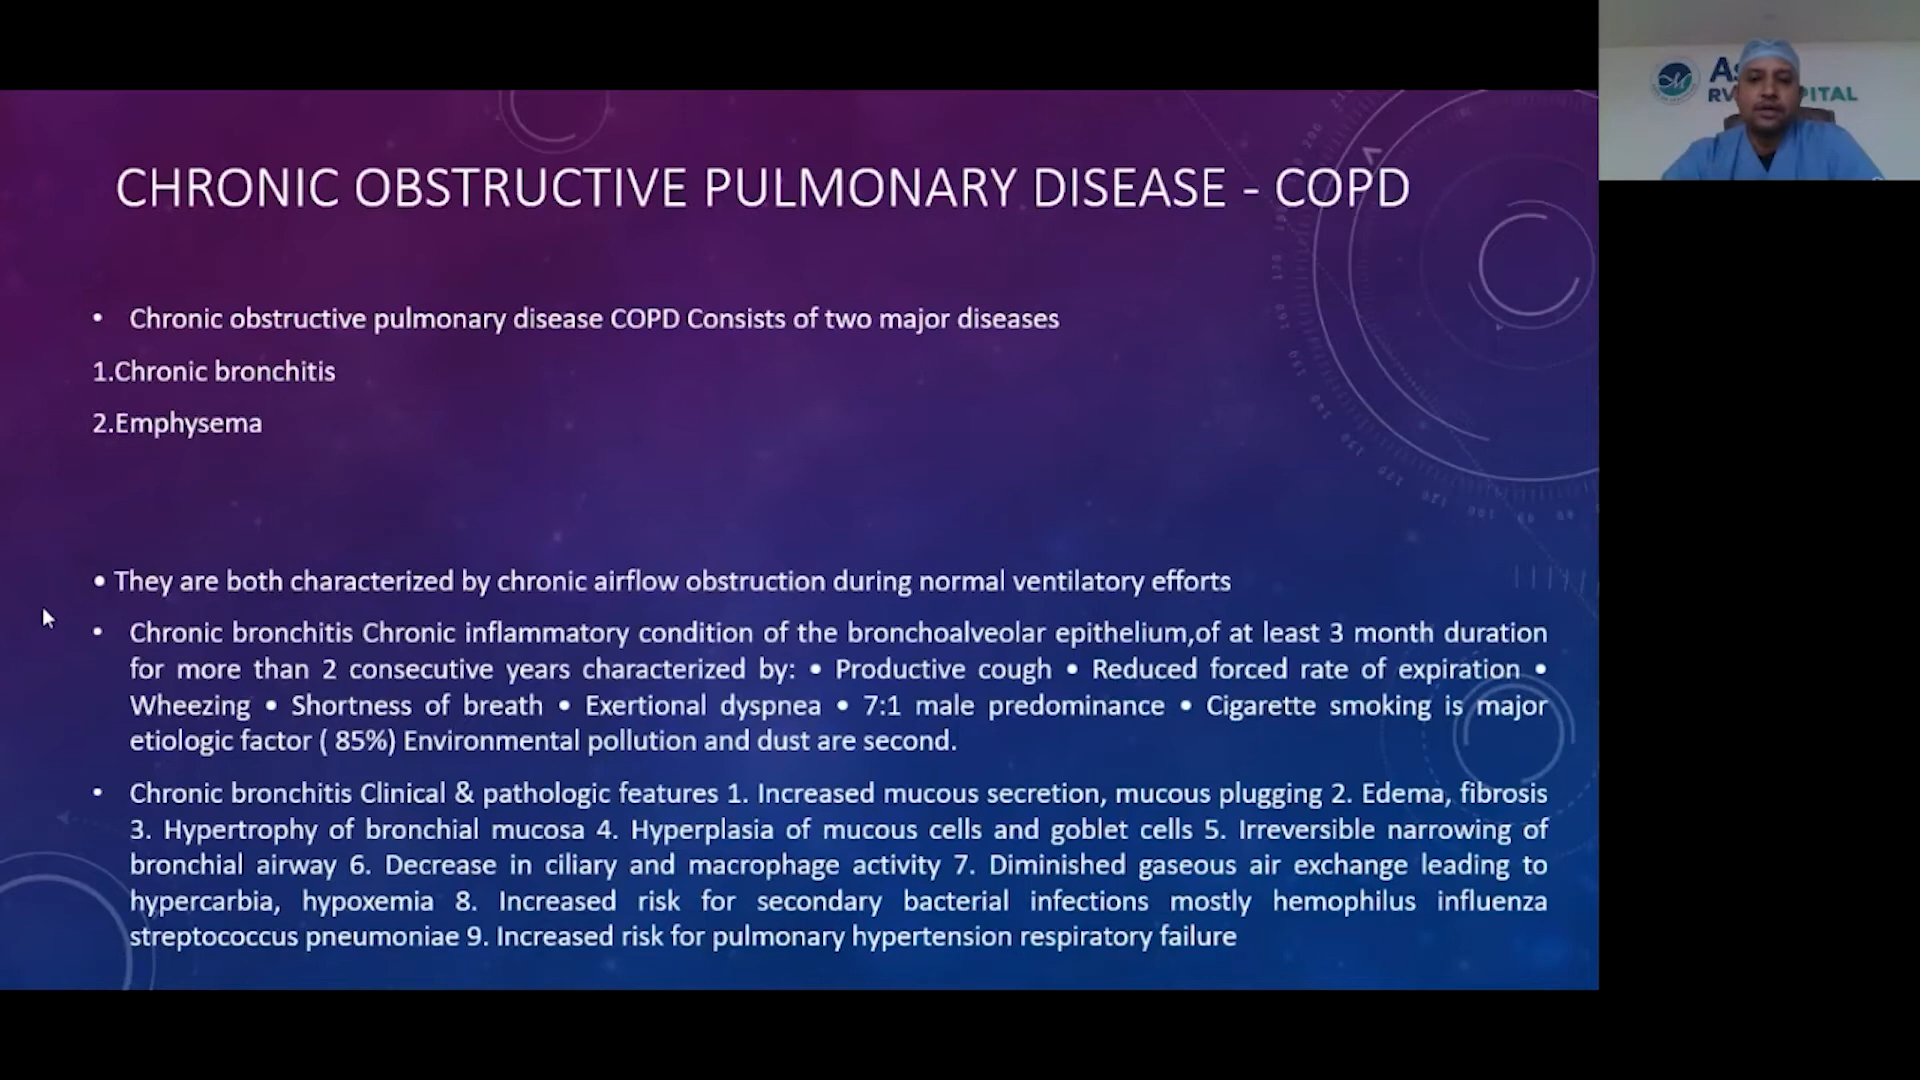 CHRONIC OBSTRUCTIVE PULMONARY DISEASE - COPD
• Chronic obstructive pulmonary disease COPD Consists of two major diseases
1.Chronic bronchitis
2.Emphysema
• They are both characterized by chronic airflow obstruction during normal ventilatory efforts
• Chronic bronchitis Chronic inflammatory condition of the bronchoalveolar epithelium,of at least 3 month duration
for more than 2 consecutive years characterized by: • Productive cough • Reduced forced rate of expiration •
Wheezing • Shortness of breath • Exertional dyspnea • 7:1 male predominance • Cigarette smoking is major
etiologic factor ( 85%) Environmental pollution and dust are second.
• Chronic bronchitis Clinical & pathologic features 1. Increased mucous secretion, mucous plugging 2. Edema, fibrosis
3. Hypertrophy of bronchial mucosa 4. Hyperplasia of mucous cells and goblet cells 5. Irreversible narrowing of
bronchial airway 6. Decrease in ciliary and macrophage activity 7. Diminished gaseous air exchange leading to
hypercarbia, hypoxemia 8. Increased risk for secondary bacterial infections mostly hemophilus influenza
streptococcus pneumoniae 9. Increased risk for pulmonary hypertension respiratory failure